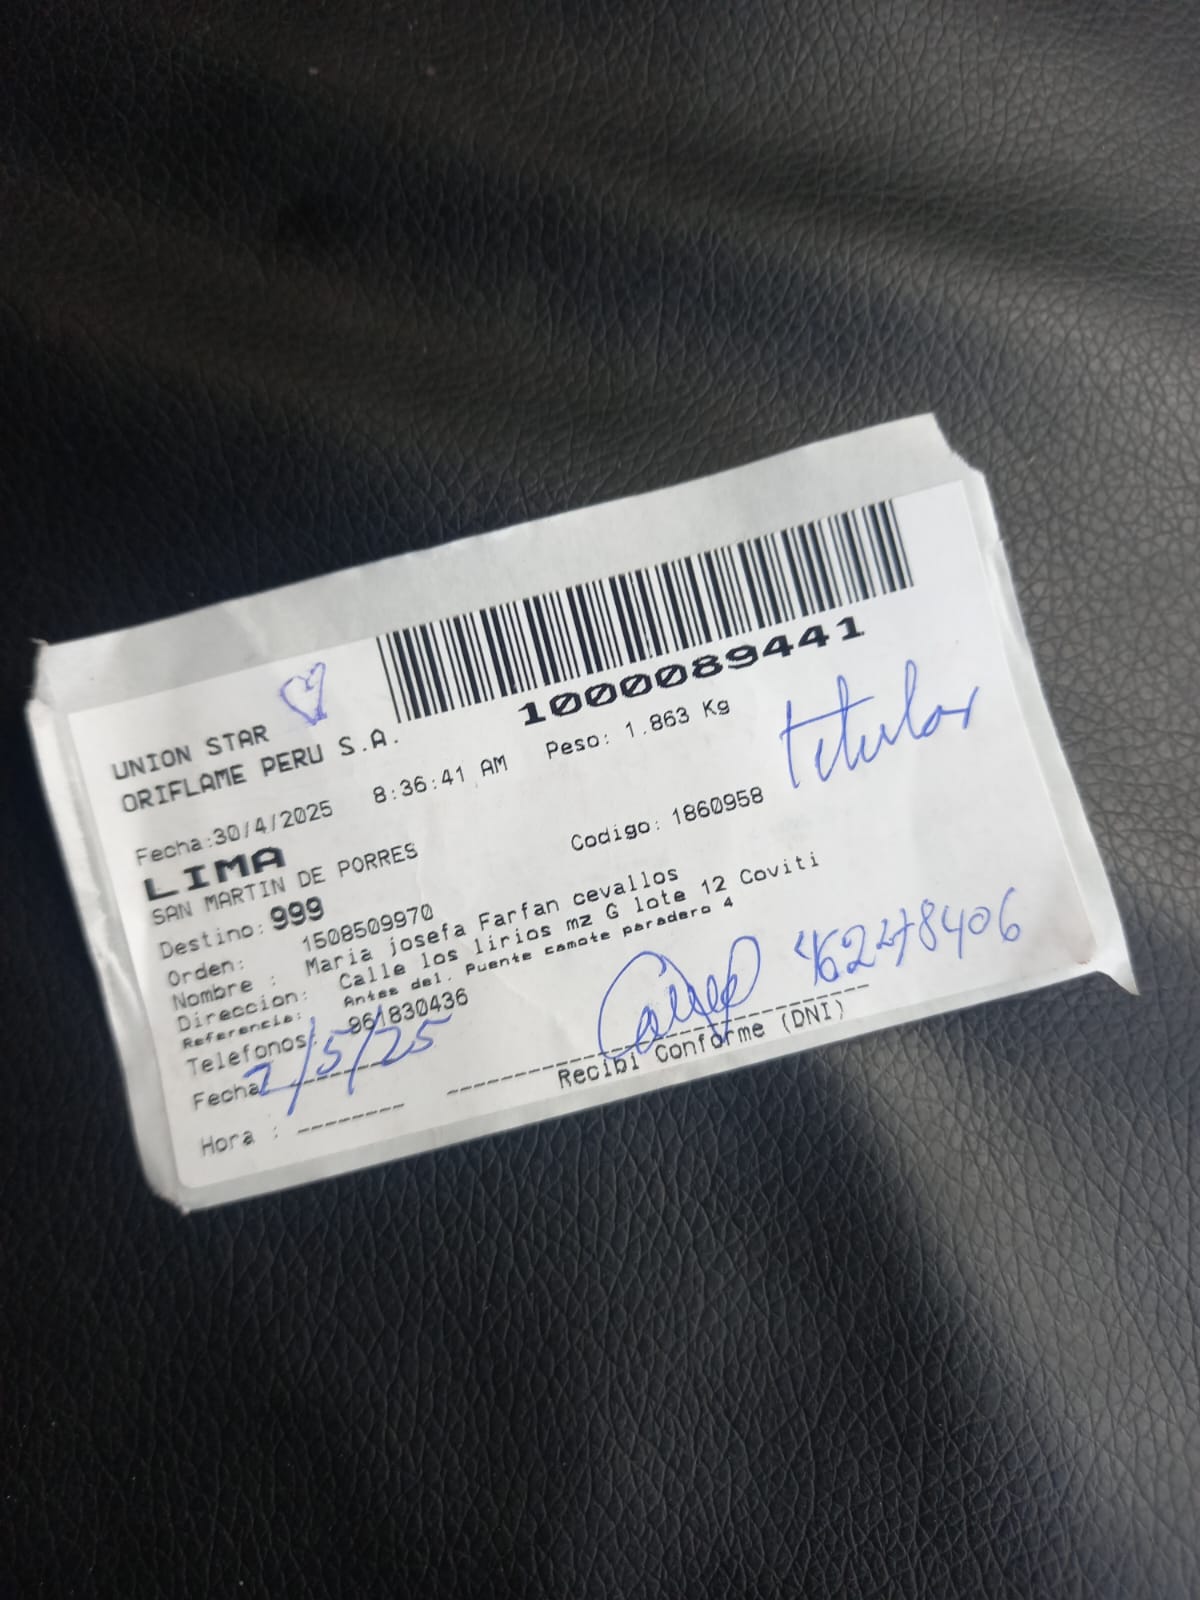 1000089441
UNION STAR
ORIFLAME PERU S.A.
Fecha:30/4/2025 8:36:41 AM Peso: 1.863 Kg
titular
LIMA
SAN MARTIN DE PORRES Codigo: 1860958
Destino: 999
Orden: 1508509970
Nombre : Maria josefa Farfan cevallos
Direccion: Calle los lirios mz G lote 12 Coviti
Referencia: Antes del. Puente camote paradero 4
Telefonos: 961830436
Fecha 2/5/25
Hora : --------
Recibi Conforme (DNI)